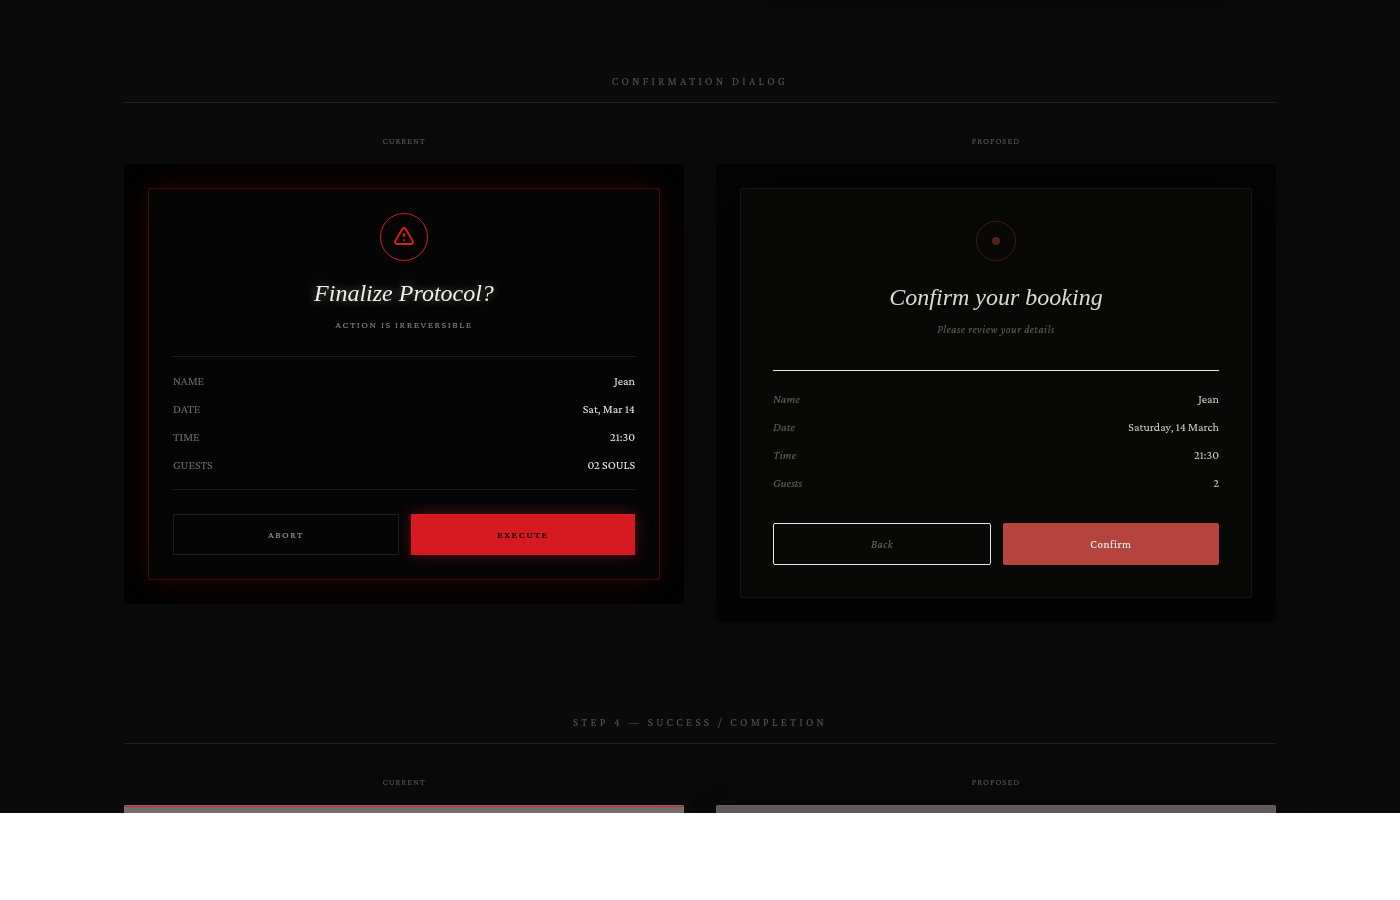 CONFIRMATION DIALOG
CURRENT
Finalize Protocol?
ACTION IS IRREVERSIBLE
NAME Jean
DATE Sat, Mar 14
TIME 21:30
GUESTS 02 SOULS
ABORT EXECUTE
PROPOSED
Confirm your booking
Please review your details
Name Jean
Date Saturday, 14 March
Time 21:30
Guests 2
Back Confirm
STEP 4 — SUCCESS / COMPLETION
CURRENT
PROPOSED